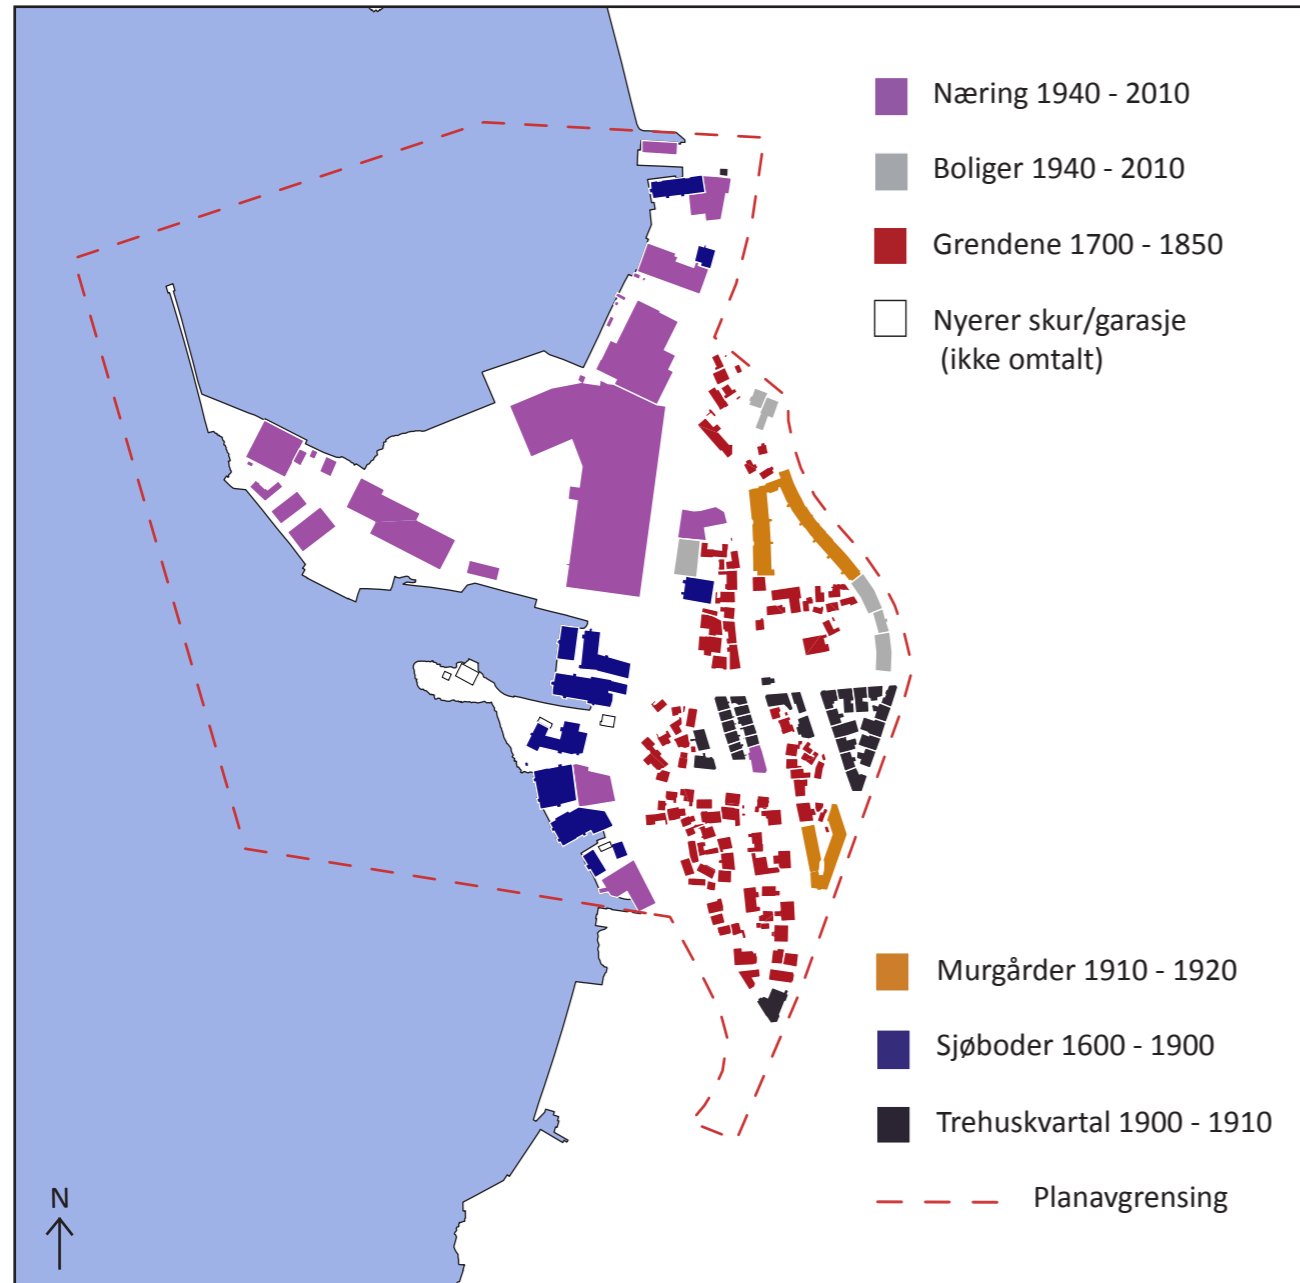 Næring 1940 - 2010
Boliger 1940 - 2010
Grendene 1700 - 1850
Nyerer skur/garasje
(ikke omtalt)
Murgårder 1910 - 1920
Sjøboder 1600 - 1900
Trehuskvartal 1900 - 1910
Planavgrensing
N